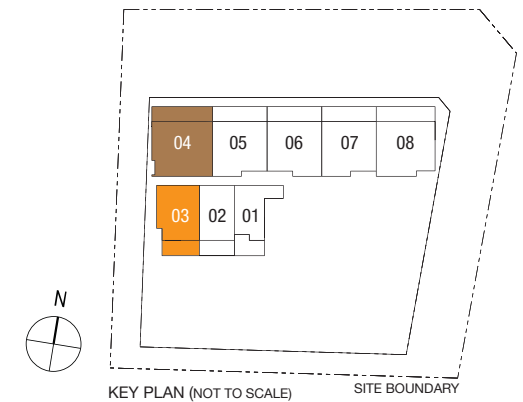 04 05 06 07 08
03 02 01
N
KEY PLAN (NOT TO SCALE)
SITE BOUNDARY